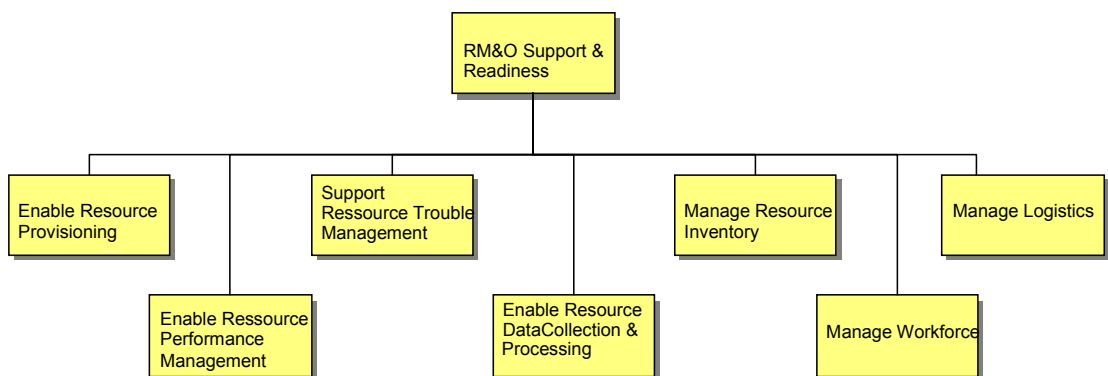 RM&O Support &
Readiness
Enable Resource
Provisioning
Support
Ressource Trouble
Management
Manage Resource
Inventory
Manage Logistics
Enable Ressource
Performance
Management
Enable Resource
DataCollection &
Processing
Manage Workforce